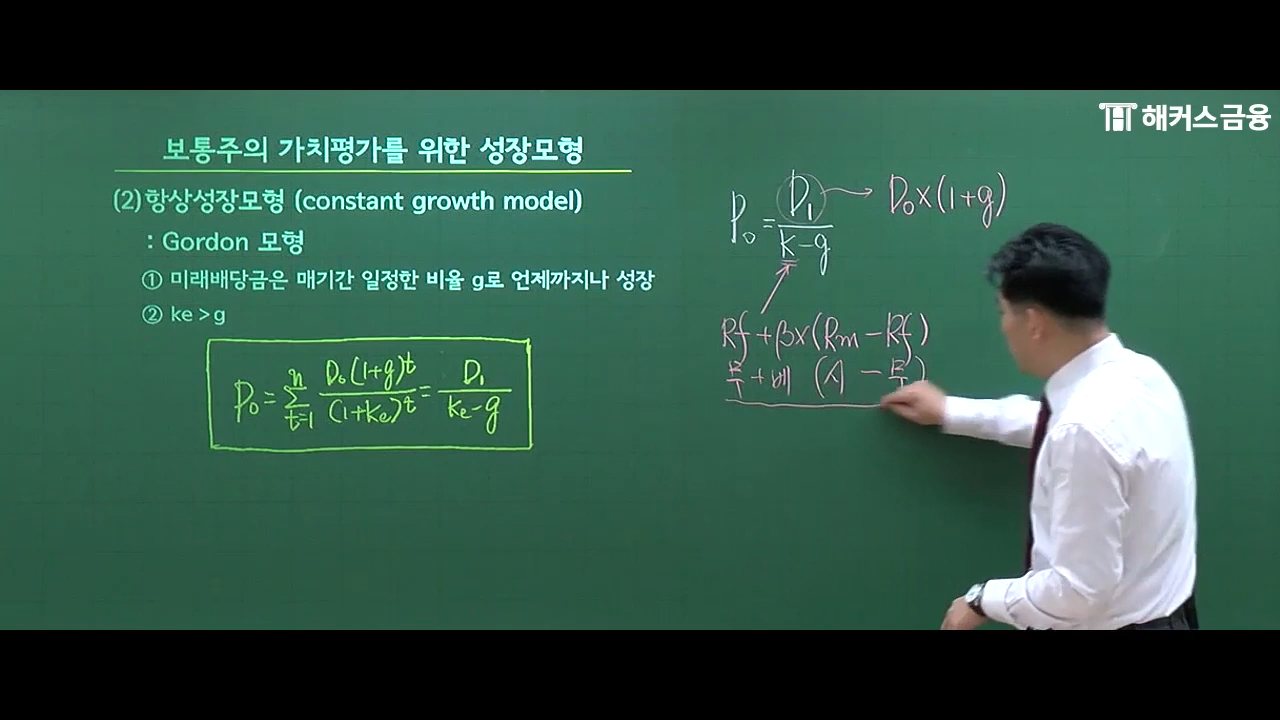 해커스금융
보통주의 가치평가를 위한 성장모형
(2)항상성장모형 (constant growth model)
: Gordon 모형
① 미래배당금은 매기간 일정한 비율 g로 언제까지나 성장
② ke > g
P₀ = Σ(t=1, n) D₀(1+g)^t / (1+ke)^t = D₁ / ke-g
P₀ = D₁ / k-g → D₀×(1+g)
Rf + β×(Rm - Rf)
+ 베 (시 -